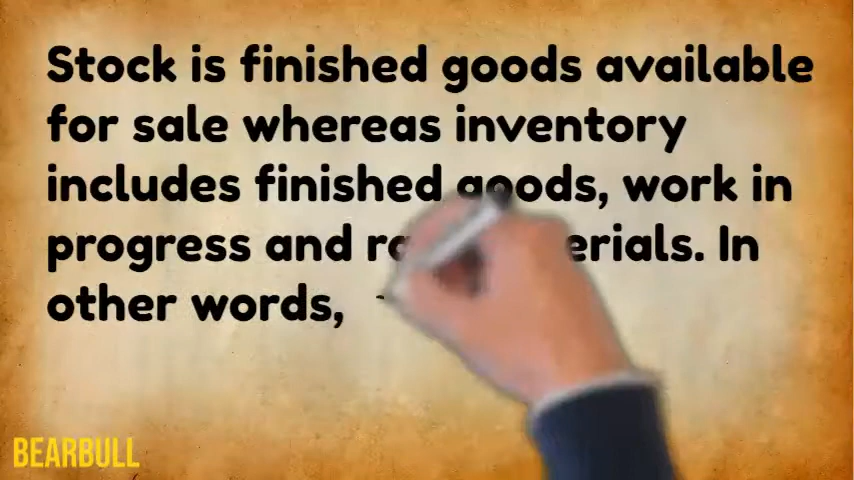 Stock is finished goods available
for sale whereas inventory
includes finished goods, work in
progress and erials. In
other words,
BEARBULL